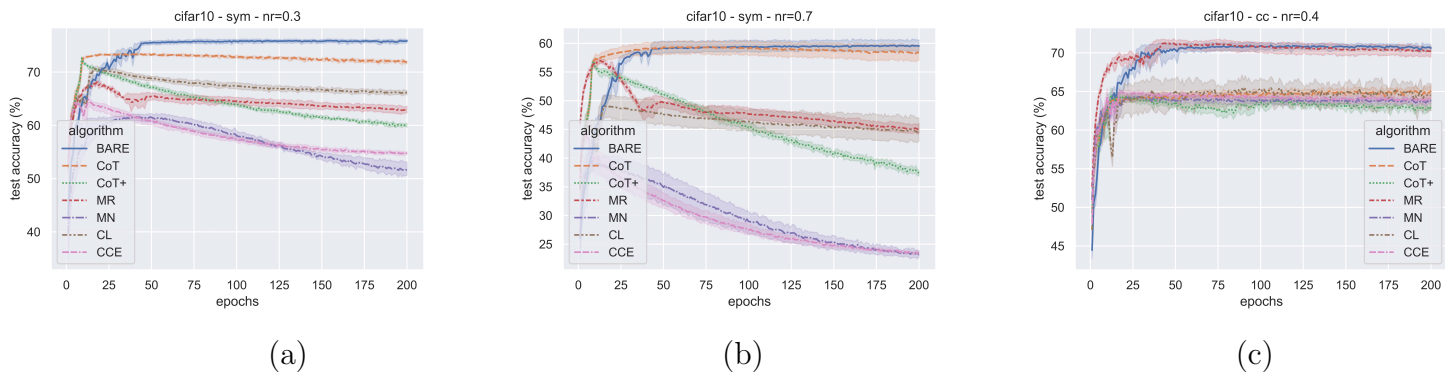 cifar10 - sym - nr=0.3
test accuracy (%)
70
60
50
40
algorithm
BARE
CoT
CoT+
MR
MN
CL
CCE
0 25 50 75 100 125 150 175 200
epochs
(a)
cifar10 - sym - nr=0.7
test accuracy (%)
60
55
50
45
40
35
30
25
algorithm
BARE
CoT
CoT+
MR
MN
CL
CCE
0 25 50 75 100 125 150 175 200
epochs
(b)
cifar10 - cc - nr=0.4
test accuracy (%)
70
65
60
55
50
45
algorithm
BARE
CoT
CoT+
MR
MN
CL
CCE
0 25 50 75 100 125 150 175 200
epochs
(c)